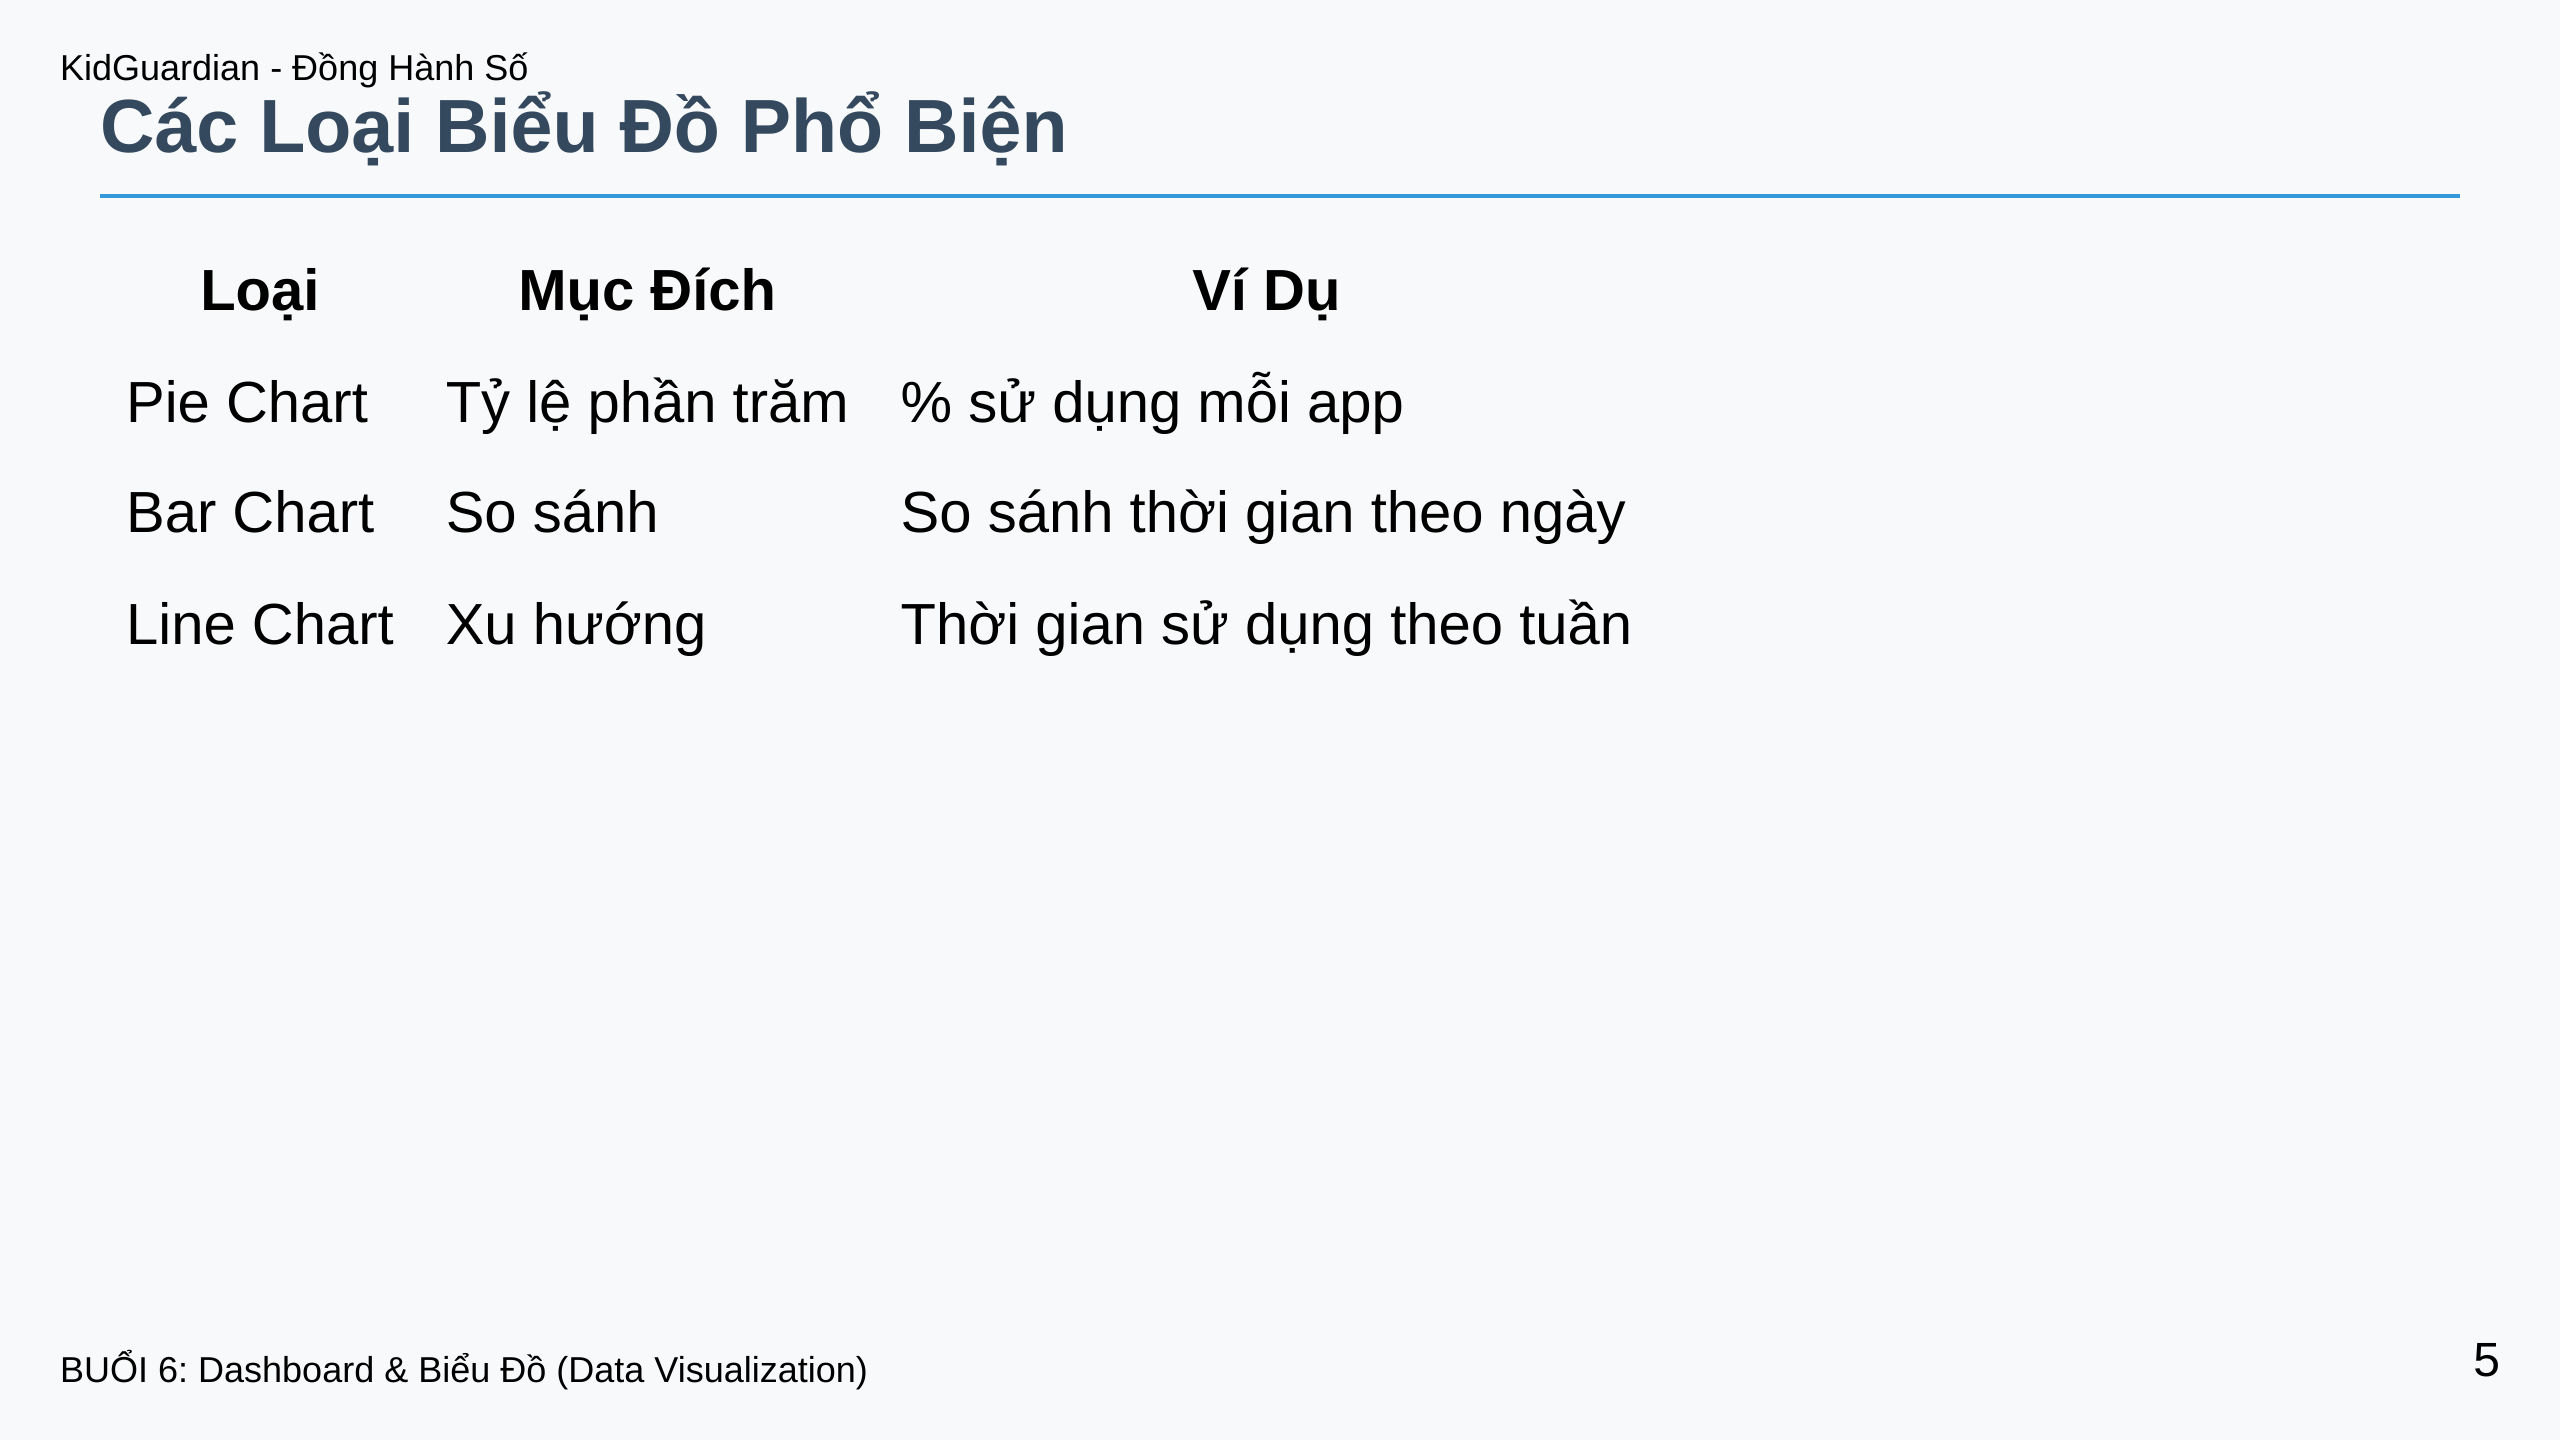 KidGuardian - Đồng Hành Số
Các Loại Biểu Đồ Phổ Biện
Loại Mục Đích Ví Dụ
Pie Chart Tỷ lệ phần trăm % sử dụng mỗi app
Bar Chart So sánh So sánh thời gian theo ngày
Line Chart Xu hướng Thời gian sử dụng theo tuần
BUỔI 6: Dashboard & Biểu Đồ (Data Visualization)
5